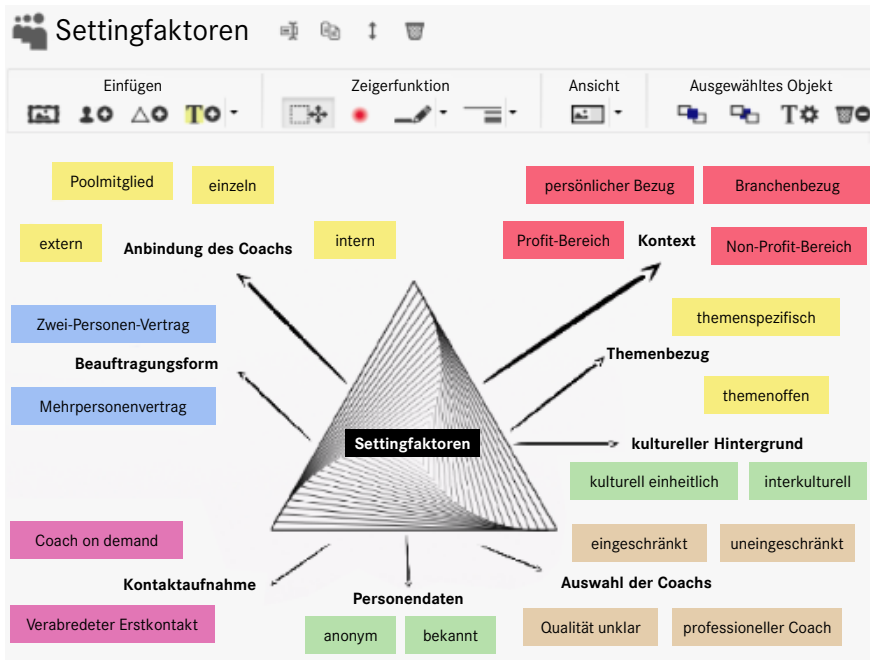 Settingfaktoren
Einfügen
Zeigerfunktion
Ansicht
Ausgewähltes Objekt
Poolmitglied
einzeln
extern
Anbindung des Coachs
intern
persönlicher Bezug
Branchenbezug
Profit-Bereich
Kontext
Non-Profit-Bereich
Zwei-Personen-Vertrag
Beauftragungsform
Mehrpersonenvertrag
themenspezifisch
Themenbezug
themenoffen
Settingfaktoren
kultureller Hintergrund
kulturell einheitlich
interkulturell
Coach on demand
Kontaktaufnahme
Verabredeter Erstkontakt
Personendaten
anonym
bekannt
eingeschränkt
uneingeschränkt
Auswahl der Coachs
Qualität unklar
professioneller Coach